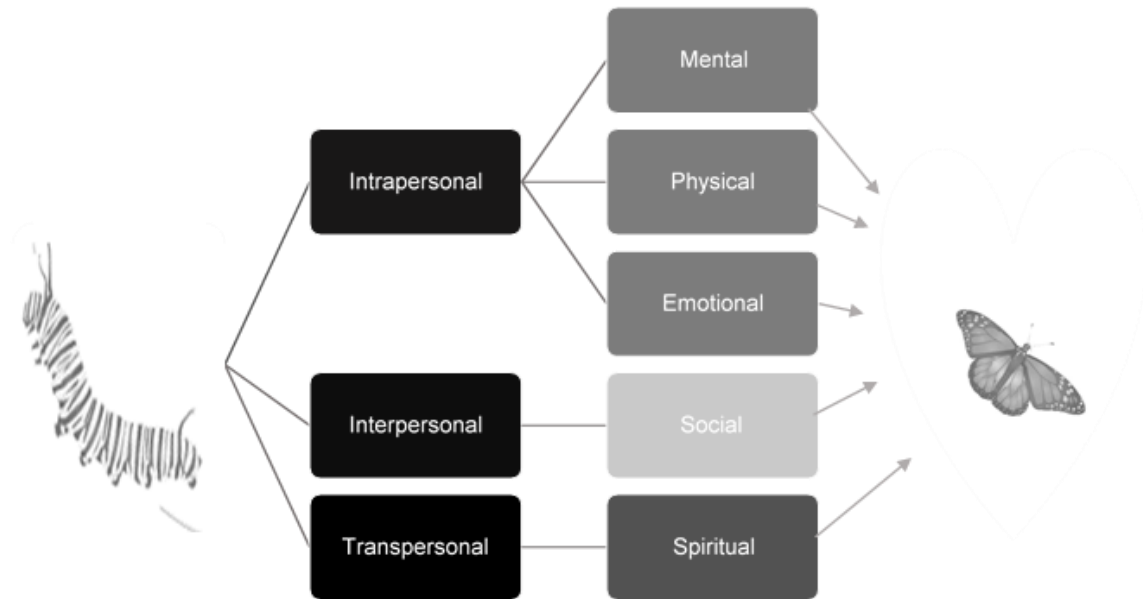 Mental
Intrapersonal
Physical
Emotional
Interpersonal
Social
Transpersonal
Spiritual